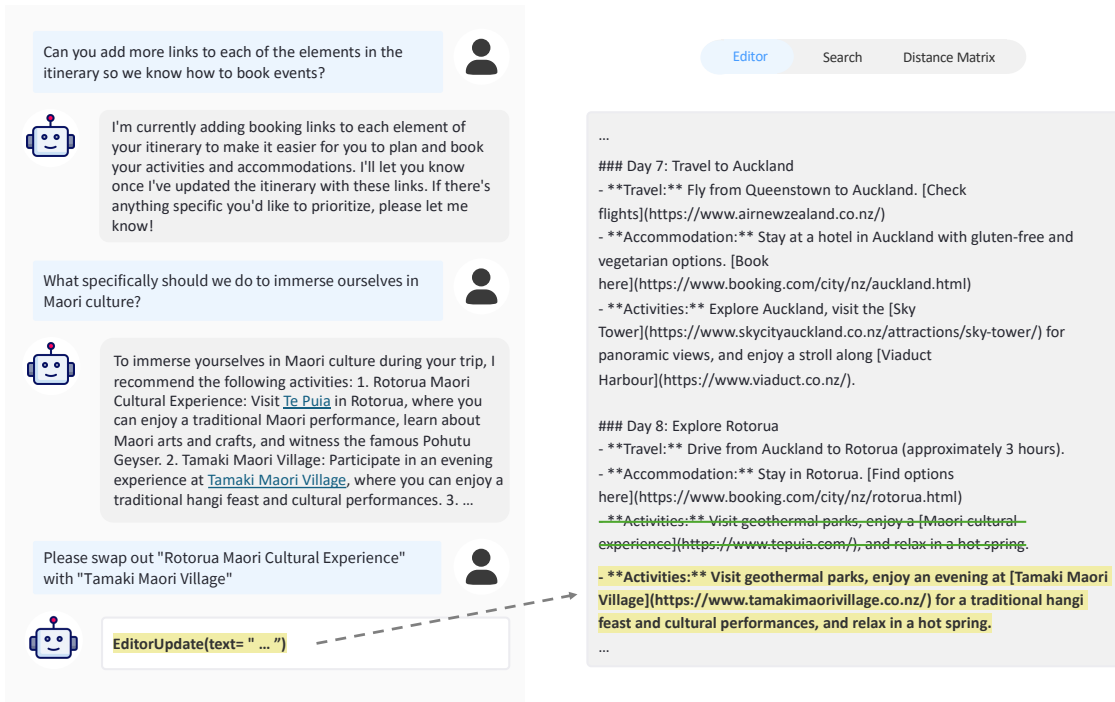 Can you add more links to each of the elements in the
itinerary so we know how to book events?
I'm currently adding booking links to each element of
your itinerary to make it easier for you to plan and book
your activities and accommodations. I'll let you know
once I've updated the itinerary with these links. If there's
anything specific you'd like to prioritize, please let me
know!
What specifically should we do to immerse ourselves in
Maori culture?
To immerse yourselves in Maori culture during your trip, I
recommend the following activities: 1. Rotorua Maori
Cultural Experience: Visit Te Puia in Rotorua, where you
can enjoy a traditional Maori performance, learn about
Maori arts and crafts, and witness the famous Pohutu
Geyser. 2. Tamaki Maori Village: Participate in an evening
experience at Tamaki Maori Village, where you can enjoy a
traditional hangi feast and cultural performances. 3. ...
Please swap out "Rotorua Maori Cultural Experience"
with "Tamaki Maori Village"
EditorUpdate(text= " ... ”)
Editor Search Distance Matrix
...
### Day 7: Travel to Auckland
- **Travel:** Fly from Queenstown to Auckland. [Check
flights](https://www.airnewzealand.co.nz/)
- **Accommodation:** Stay at a hotel in Auckland with gluten-free and
vegetarian options. [Book
here](https://www.booking.com/city/nz/auckland.html)
- **Activities:** Explore Auckland, visit the [Sky
Tower](https://www.skycityauckland.co.nz/attractions/sky-tower/) for
panoramic views, and enjoy a stroll along [Viaduct
Harbour](https://www.viaduct.co.nz/).
### Day 8: Explore Rotorua
- **Travel:** Drive from Auckland to Rotorua (approximately 3 hours).
- **Accommodation:** Stay in Rotorua. [Find options
here](https://www.booking.com/city/nz/rotorua.html)
- **Activities:** Visit geothermal parks, enjoy a [Maori cultural
experience](https://www.tepuia.com/), and relax in a hot spring.
- **Activities:** Visit geothermal parks, enjoy an evening at [Tamaki Maori
Village](https://www.tamakimaorivillage.co.nz/) for a traditional hangi
feast and cultural performances, and relax in a hot spring.
...